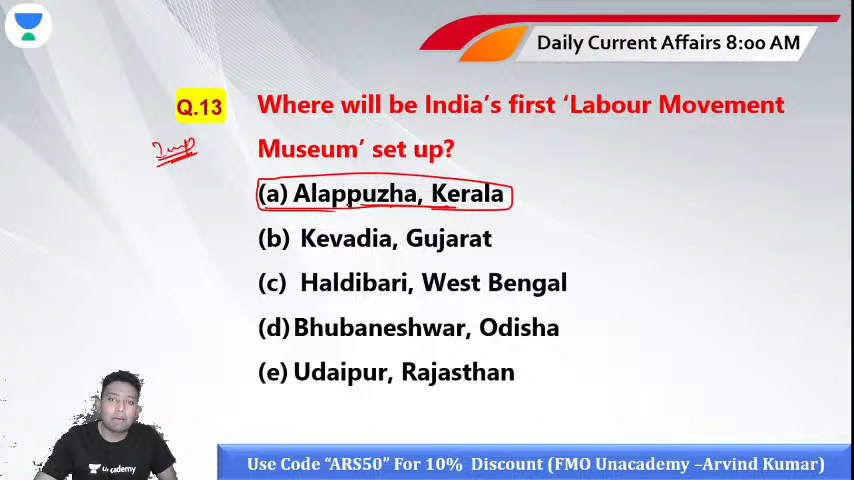 Daily Current Affairs 8:00 AM
Q.13 Where will be India's first 'Labour Movement
Imp Museum' set up?
(a) Alappuzha, Kerala
(b) Kevadia, Gujarat
(c) Haldibari, West Bengal
(d) Bhubaneshwar, Odisha
(e) Udaipur, Rajasthan
unacademy
Use Code "ARS50" For 10% Discount (FMO Unacademy –Arvind Kumar)